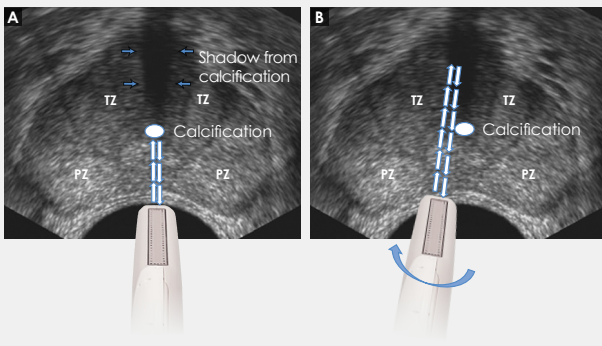 A
Shadow from
calcification
TZ
TZ
Calcification
PZ
PZ
B
TZ
TZ
Calcification
PZ
PZ